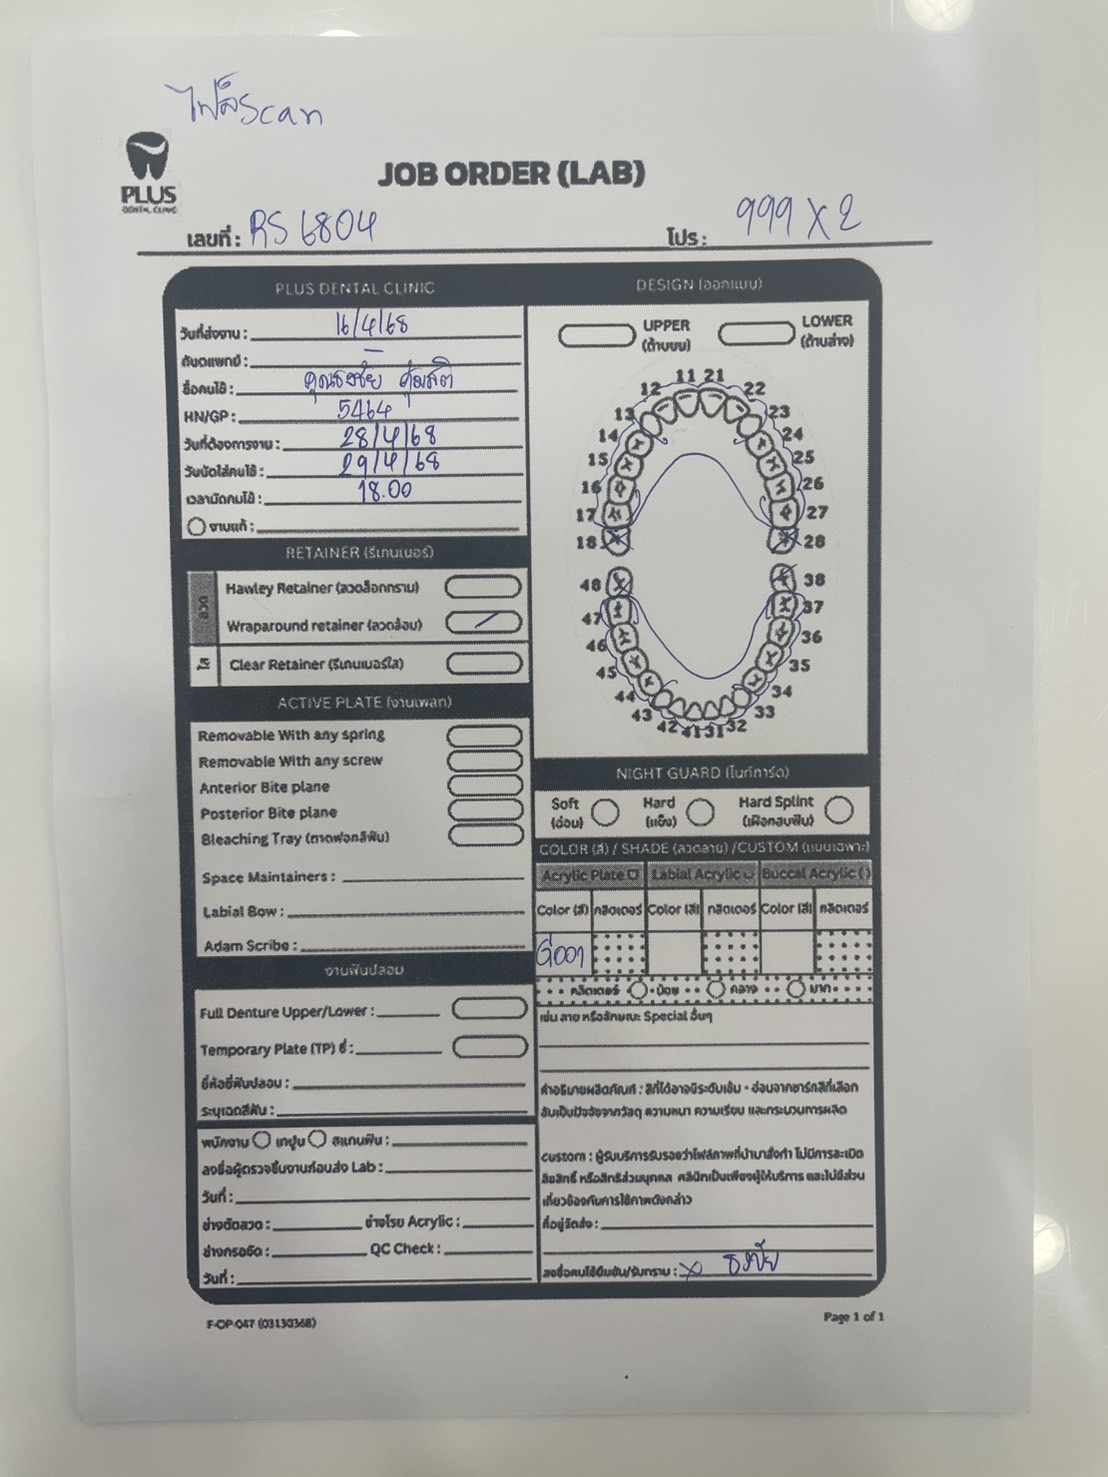 ไฟล์Scan
PLUS
DENTAL CLINIC
JOB ORDER (LAB)
เลขที่ : RS 6804
โปร : 999 X 2
PLUS DENTAL CLINIC
วันที่ส่งงาน : 16/4/68
ทันตแพทย์ : –
ชื่อคนไข้ : คุณธงชัย
HN/GP : 5464
วันที่ต้องการงาน : 28/4/68
วันนัดใส่คนไข้ : 29/4/68
เวลานัดคนไข้ : 18.00
งานแก้ :
RETAINER (รีเทนเนอร์)
ลวด
Hawley Retainer (ลวดล็อกกราม)
Wraparound retainer (ลวดล้อม)
ใส
Clear Retainer (รีเทนเนอร์ใส)
ACTIVE PLATE (งานเพลท)
Removable With any spring
Removable With any screw
Anterior Bite plane
Posterior Bite plane
Bleaching Tray (ถาดฟอกสีฟัน)
Space Maintainers :
Labial Bow :
Adam Scribe :
งานฟันปลอม
Full Denture Upper/Lower :
Temporary Plate (TP) ซี่ :
ยี่ห้อซี่ฟันปลอม :
ระบุเฉดสีฟัน :
พนักงาน เทปูน สแกนฟัน :
ลงชื่อผู้ตรวจชิ้นงานก่อนส่ง Lab :
วันที่ :
ช่างดัดลวด : ช่างโรย Acrylic :
ช่างกรอขัด : QC Check :
วันที่ :
DESIGN (ออกแบบ)
UPPER
(ด้านบน)
LOWER
(ด้านล่าง)
11 21
12 22
13 23
14 24
15 25
16 26
17 27
18 28
48 38
47 37
46 36
45 35
44 34
43 33
42 41 31 32
NIGHT GUARD (ไนท์การ์ด)
Soft
(อ่อน)
Hard
(แข็ง)
Hard Splint
(เฝือกสบฟัน)
COLOR (สี) / SHADE (ลวดลาย) /CUSTOM (แบบเฉพาะ)
Acrylic Plate Labial Acrylic Buccal Acrylic ()
Color (สี) กลิตเตอร์ Color (สี) กลิตเตอร์ Color (สี) กลิตเตอร์
G001
กลิตเตอร์ น้อย กลาง มาก
เช่น ลาย หรือลักษณะ Special อื่นๆ
คำอธิบายผลิตภัณฑ์ : สีที่ได้อาจมีระดับเข้ม - อ่อนจากชาร์ทสีที่เลือก
อันเป็นปัจจัยจากวัสดุ ความหนา ความเรียบ และกระบวนการผลิต
custom : ผู้รับบริการรับรองว่าไฟล์ภาพที่นำมาสั่งทำ ไม่มีการละเมิด
ลิขสิทธิ์ หรือสิทธิส่วนบุคคล คลินิกเป็นเพียงผู้ให้บริการ และไม่มีส่วน
เกี่ยวข้องกับการใช้ภาพดังกล่าว
ที่อยู่จัดส่ง :
ลงชื่อคนไข้ยืนยัน/รับทราบ : x ธงชัย
F-OP-047 (03130368)
Page 1 of 1